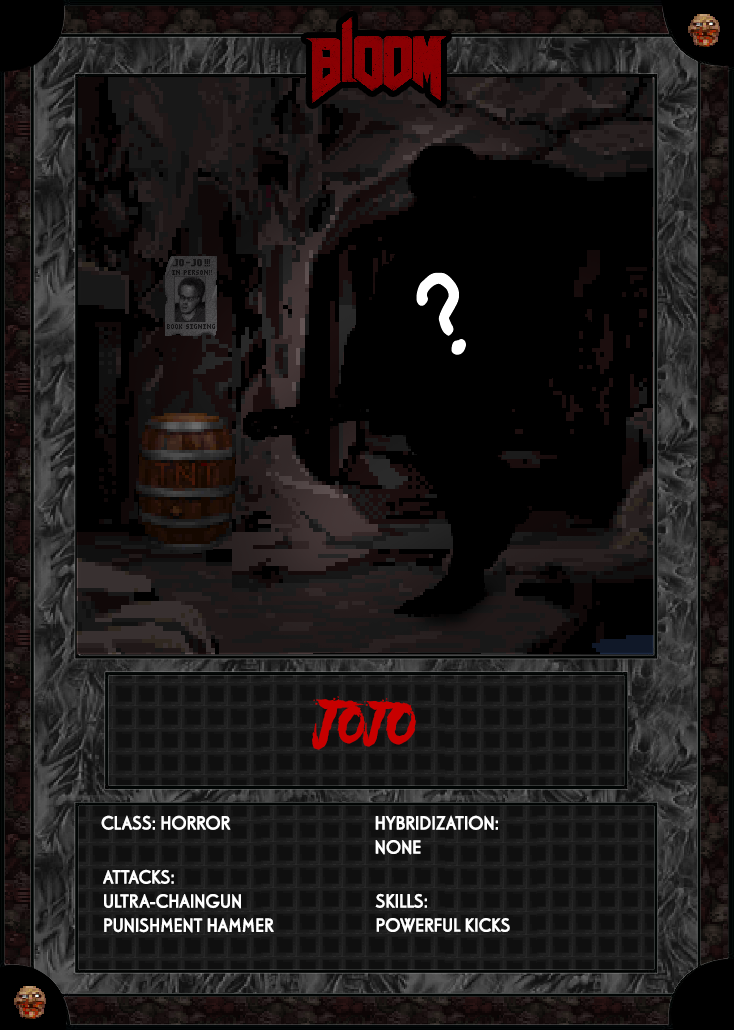 BLOOM
JO-JO!!!
IN PERSON!!
BOOK SIGNING
TNT
?
JOJO
CLASS: HORROR
HYBRIDIZATION:
NONE
ATTACKS:
ULTRA-CHAINGUN
PUNISHMENT HAMMER
SKILLS:
POWERFUL KICKS